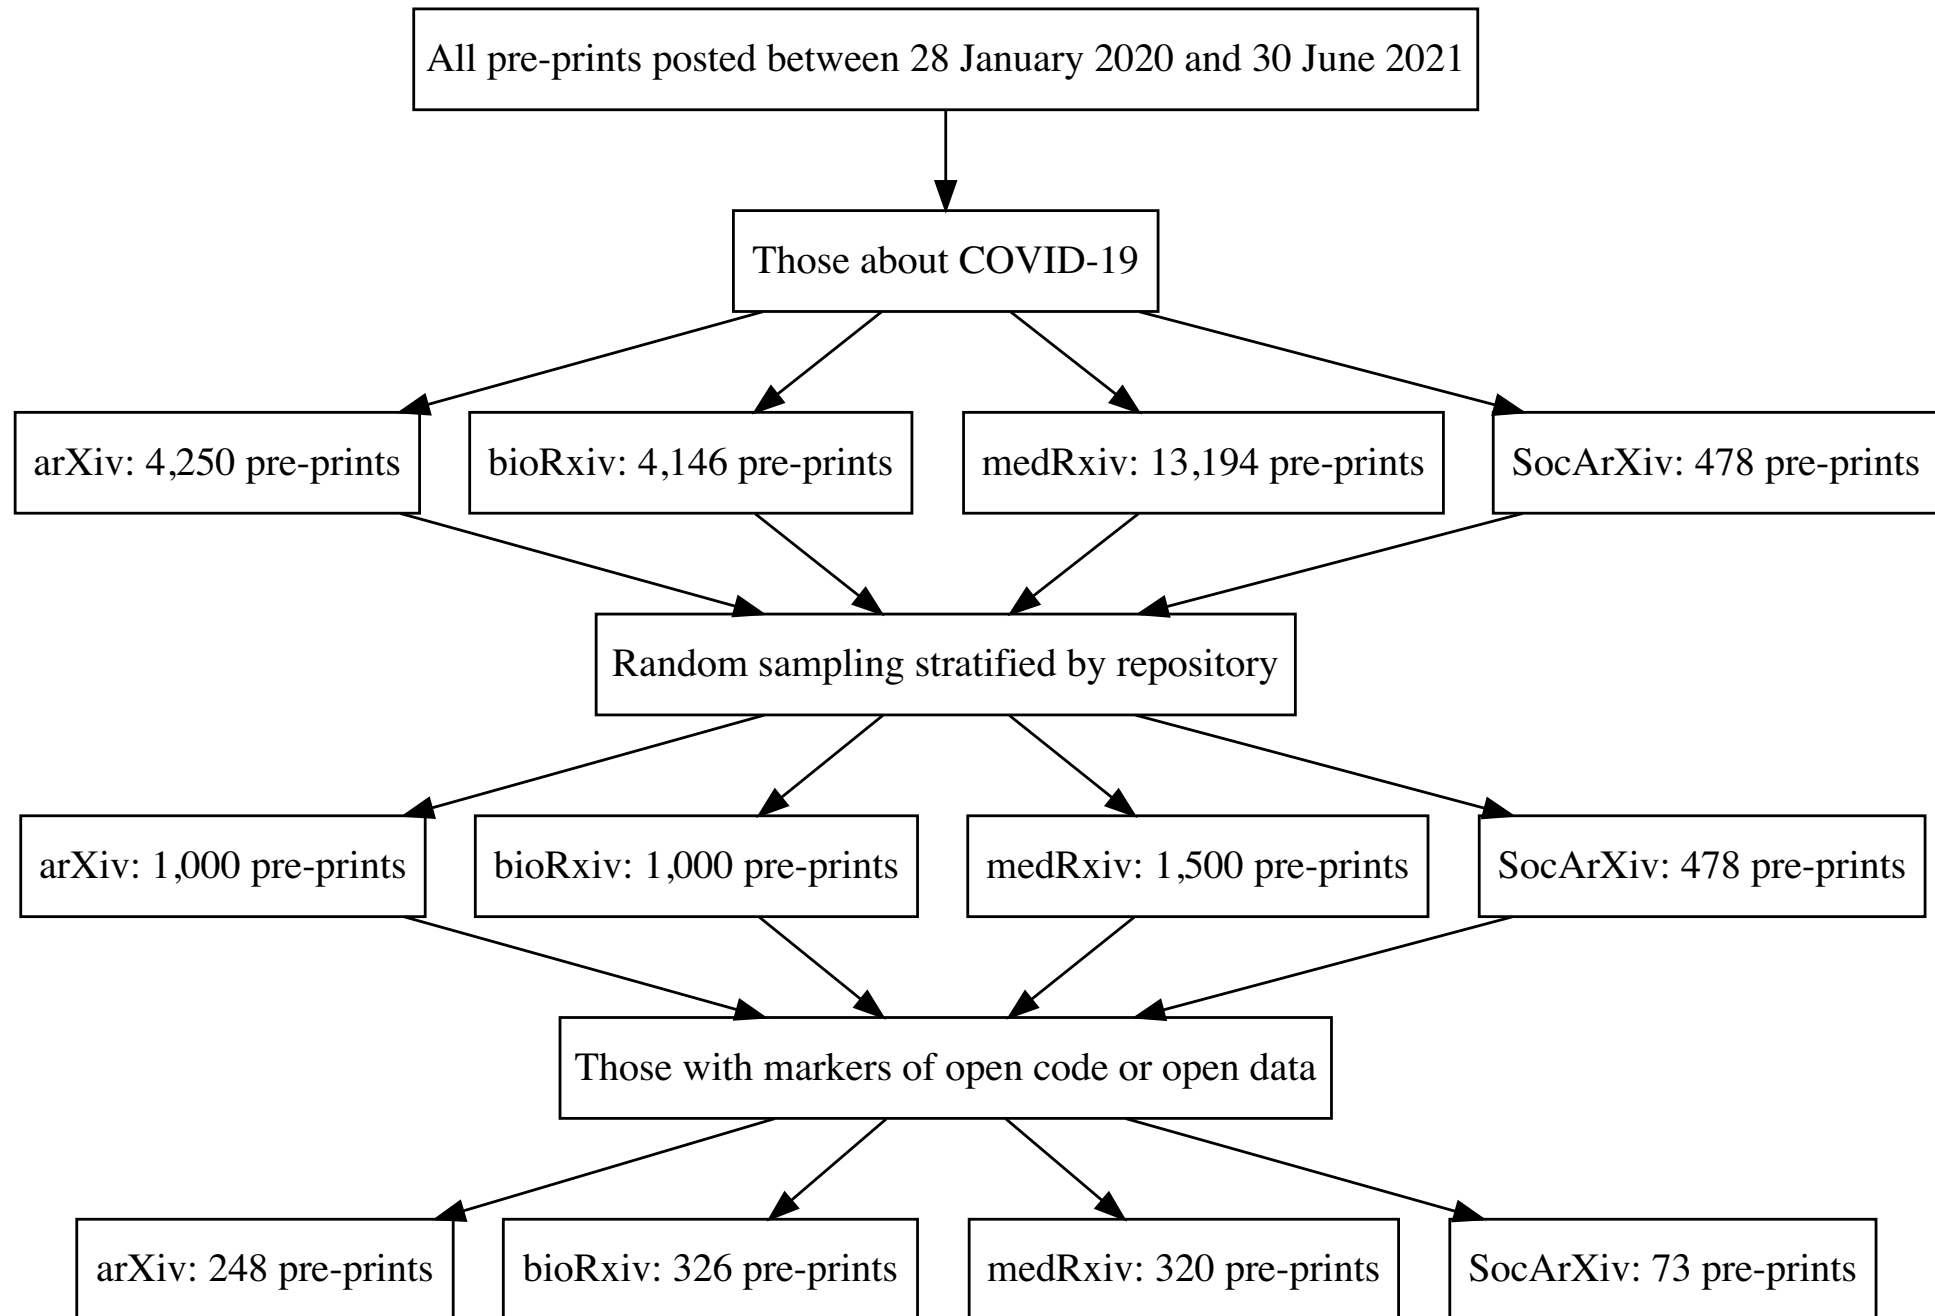 All pre-prints posted between 28 January 2020 and 30 June 2021
Those about COVID-19
arXiv: 4,250 pre-prints
bioRxiv: 4,146 pre-prints
medRxiv: 13,194 pre-prints
SocArXiv: 478 pre-prints
Random sampling stratified by repository
arXiv: 1,000 pre-prints
bioRxiv: 1,000 pre-prints
medRxiv: 1,500 pre-prints
SocArXiv: 478 pre-prints
Those with markers of open code or open data
arXiv: 248 pre-prints
bioRxiv: 326 pre-prints
medRxiv: 320 pre-prints
SocArXiv: 73 pre-prints